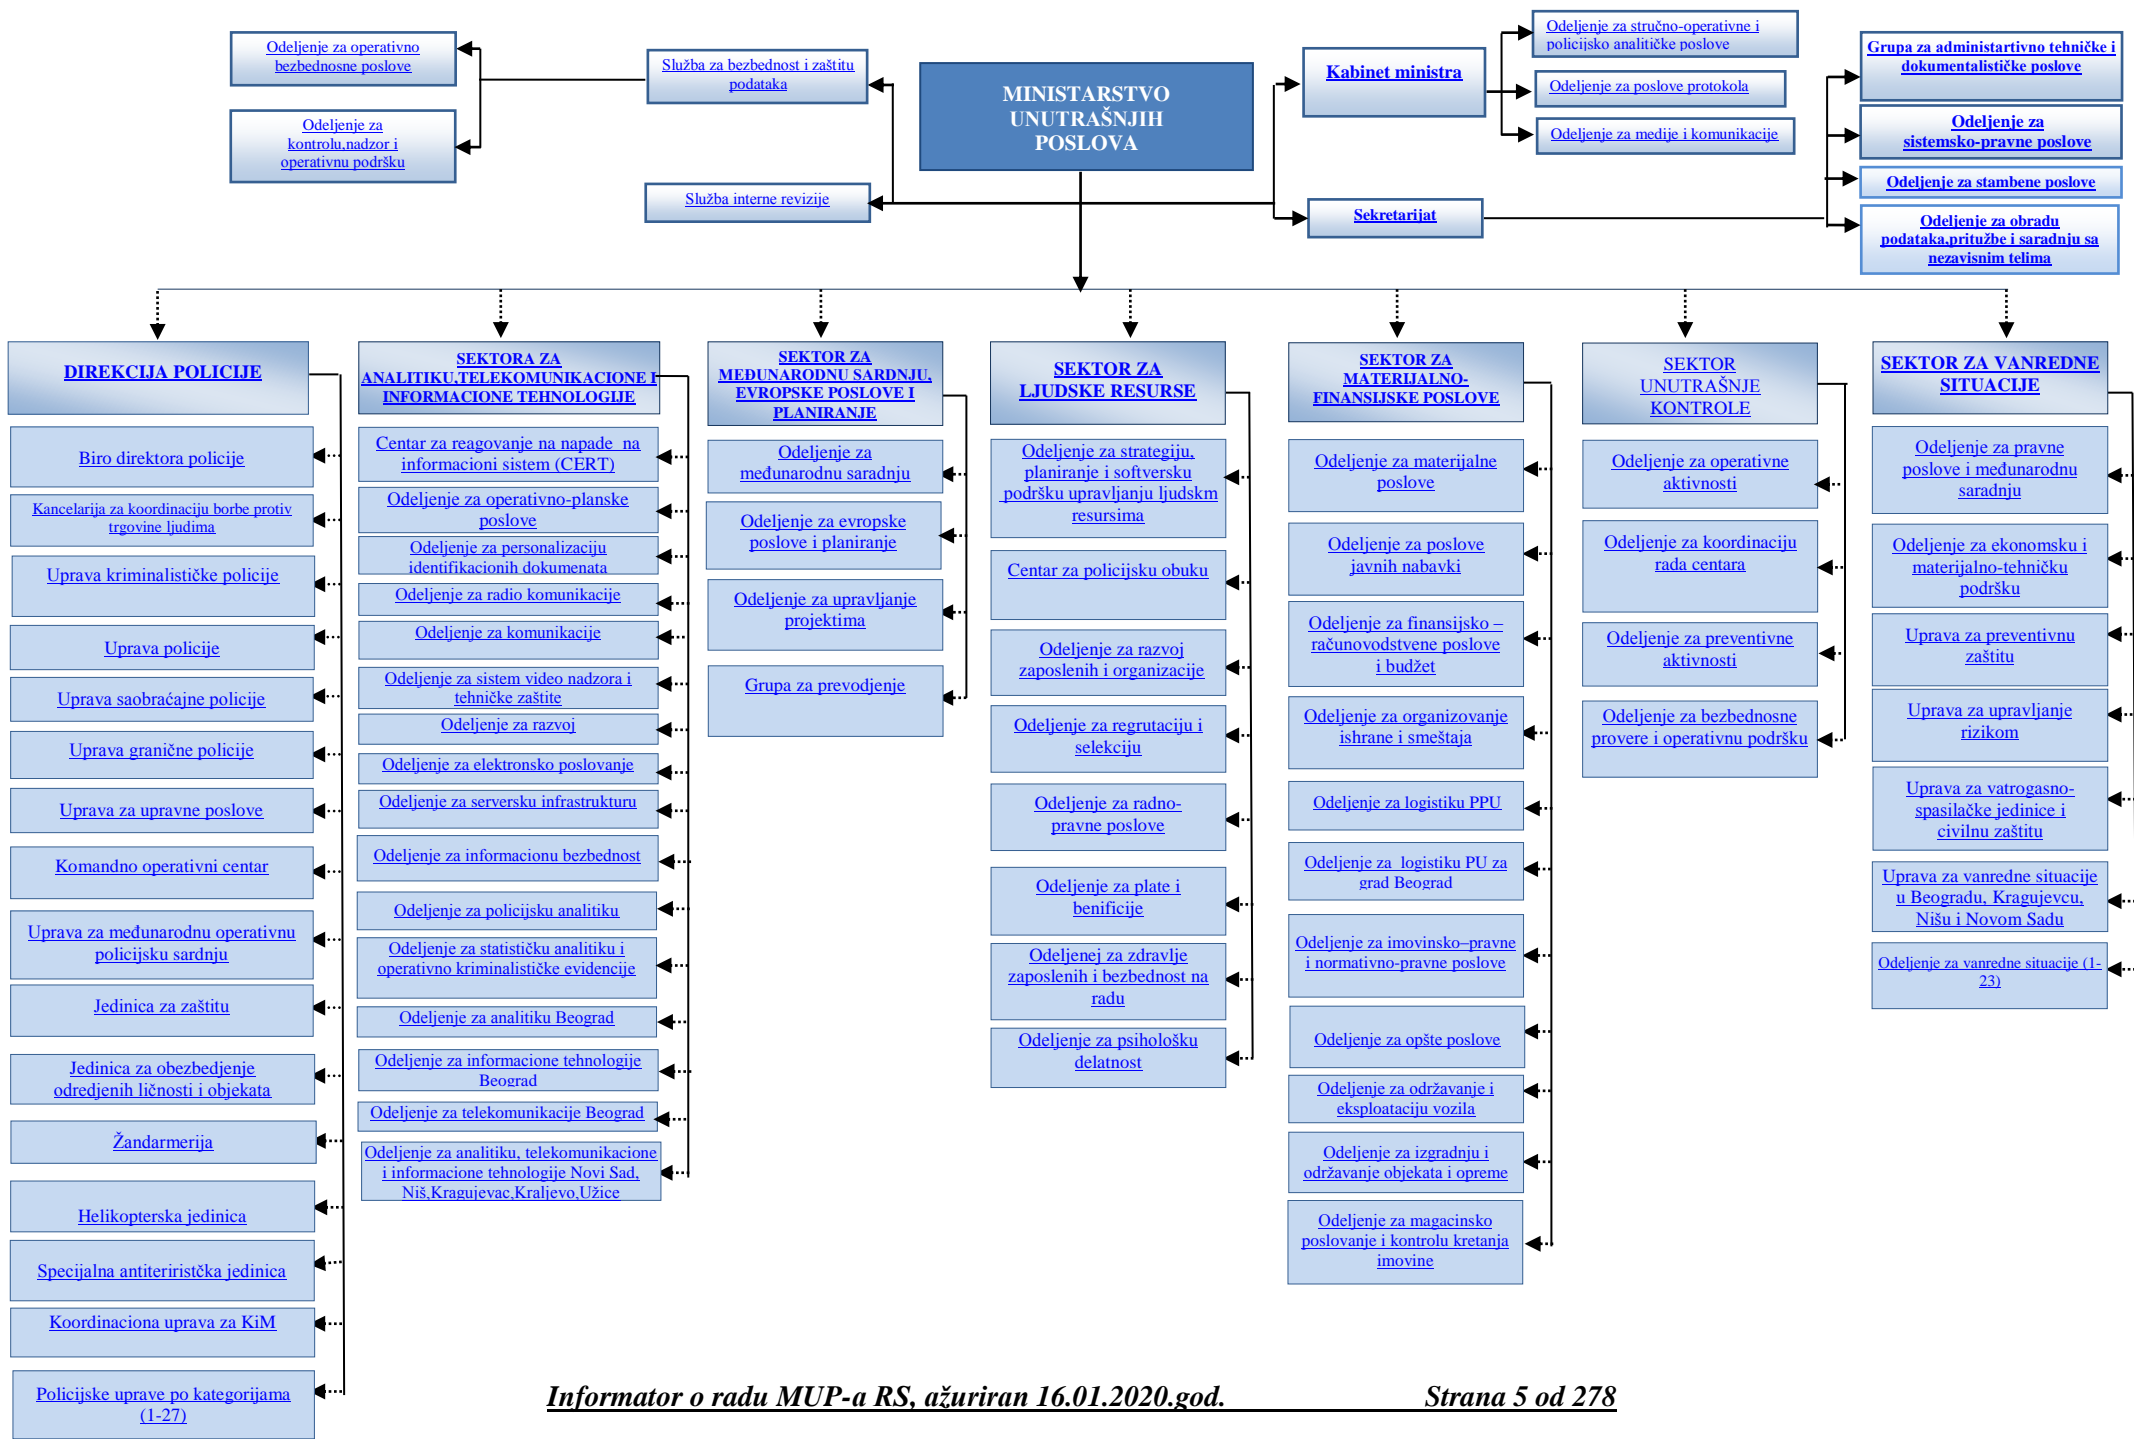 Odeljenje za operativno
bezbednosne poslove
Odeljenje za
kontrolu,nadzor i
operativnu podršku
Služba za bezbednost i zaštitu
podataka
Služba interne revizije
MINISTARSTVO
UNUTRAŠNJIH
POSLOVA
Kabinet ministra
Sekretarijat
Odeljenje za stručno-operativne i
policijsko analitičke poslove
Odeljenje za poslove protokola
Odeljenje za medije i komunikacije
Grupa za administartivno tehničke i
dokumentalističke poslove
Odeljenje za
sistemsko-pravne poslove
Odeljenje za stambene poslove
Odeljenje za obradu
podataka,pritužbe i saradnju sa
nezavisnim telima
DIREKCIJA POLICIJE
Biro direktora policije
Kancelarija za koordinaciju borbe protiv
trgovine ljudima
Uprava kriminalističke policije
Uprava policije
Uprava saobraćajne policije
Uprava granične policije
Uprava za upravne poslove
Komandno operativni centar
Uprava za međunarodnu operativnu
policijsku sardnju
Jedinica za zaštitu
Jedinica za obezbedjenje
odredjenih ličnosti i objekata
Žandarmerija
Helikopterska jedinica
Specijalna antiteriristčka jedinica
Koordinaciona uprava za KiM
Policijske uprave po kategorijama
(1-27)
SEKTORA ZA
ANALITIKU,TELEKOMUNIKACIONE I
INFORMACIONE TEHNOLOGIJE
Centar za reagovanje na napade na
informacioni sistem (CERT)
Odeljenje za operativno-planske
poslove
Odeljenje za personalizaciju
identifikacionih dokumenata
Odeljenje za radio komunikacije
Odeljenje za komunikacije
Odeljenje za sistem video nadzora i
tehničke zaštite
Odeljenje za razvoj
Odeljenje za elektronsko poslovanje
Odeljenje za serversku infrastrukturu
Odeljenje za informacionu bezbednost
Odeljenje za policijsku analitiku
Odeljenje za statističku analitiku i
operativno kriminalističke evidencije
Odeljenje za analitiku Beograd
Odeljenje za informacione tehnologije
Beograd
Odeljenje za telekomunikacije Beograd
Odeljenje za analitiku, telekomunikacione
i informacione tehnologije Novi Sad,
Niš,Kragujevac,Kraljevo,Užice
SEKTOR ZA
MEĐUNARODNU SARDNJU,
EVROPSKE POSLOVE I
PLANIRANJE
Odeljenje za
međunarodnu saradnju
Odeljenje za evropske
poslove i planiranje
Odeljenje za upravljanje
projektima
Grupa za prevodjenje
SEKTOR ZA
LJUDSKE RESURSE
Odeljenje za strategiju,
planiranje i softversku
podršku upravljanju ljudskm
resursima
Centar za policijsku obuku
Odeljenje za razvoj
zaposlenih i organizacije
Odeljenje za regrutaciju i
selekciju
Odeljenje za radno-
pravne poslove
Odeljenje za plate i
benificije
Odeljenej za zdravlje
zaposlenih i bezbednost na
radu
Odeljenje za psihološku
delatnost
SEKTOR ZA
MATERIJALNO-
FINANSIJSKE POSLOVE
Odeljenje za materijalne
poslove
Odeljenje za poslove
javnih nabavki
Odeljenje za finansijsko –
računovodstvene poslove
i budžet
Odeljenje za organizovanje
ishrane i smeštaja
Odeljenje za logistiku PPU
Odeljenje za logistiku PU za
grad Beograd
Odeljenje za imovinsko–pravne
i normativno-pravne poslove
Odeljenje za opšte poslove
Odeljenje za održavanje i
eksploataciju vozila
Odeljenje za izgradnju i
održavanje objekata i opreme
Odeljenje za magacinsko
poslovanje i kontrolu kretanja
imovine
SEKTOR
UNUTRAŠNJE
KONTROLE
Odeljenje za operativne
aktivnosti
Odeljenje za koordinaciju
rada centara
Odeljenje za preventivne
aktivnosti
Odeljenje za bezbednosne
provere i operativnu podršku
SEKTOR ZA VANREDNE
SITUACIJE
Odeljenje za pravne
poslove i međunarodnu
saradnju
Odeljenje za ekonomsku i
materijalno-tehničku
podršku
Uprava za preventivnu
zaštitu
Uprava za upravljanje
rizikom
Uprava za vatrogasno-
spasilačke jedinice i
civilnu zaštitu
Uprava za vanredne situacije
u Beogradu, Kragujevcu,
Nišu i Novom Sadu
Odeljenje za vanredne situacije (1-
23)
Informator o radu MUP-a RS, ažuriran 16.01.2020.god. Strana 5 od 278